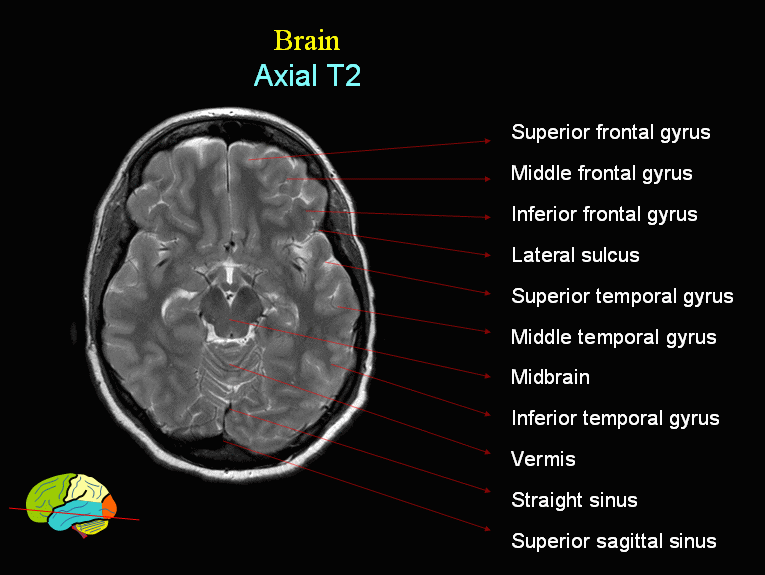 Brain
Axial T2
Superior frontal gyrus
Middle frontal gyrus
Inferior frontal gyrus
Lateral sulcus
Superior temporal gyrus
Middle temporal gyrus
Midbrain
Inferior temporal gyrus
Vermis
Straight sinus
Superior sagittal sinus